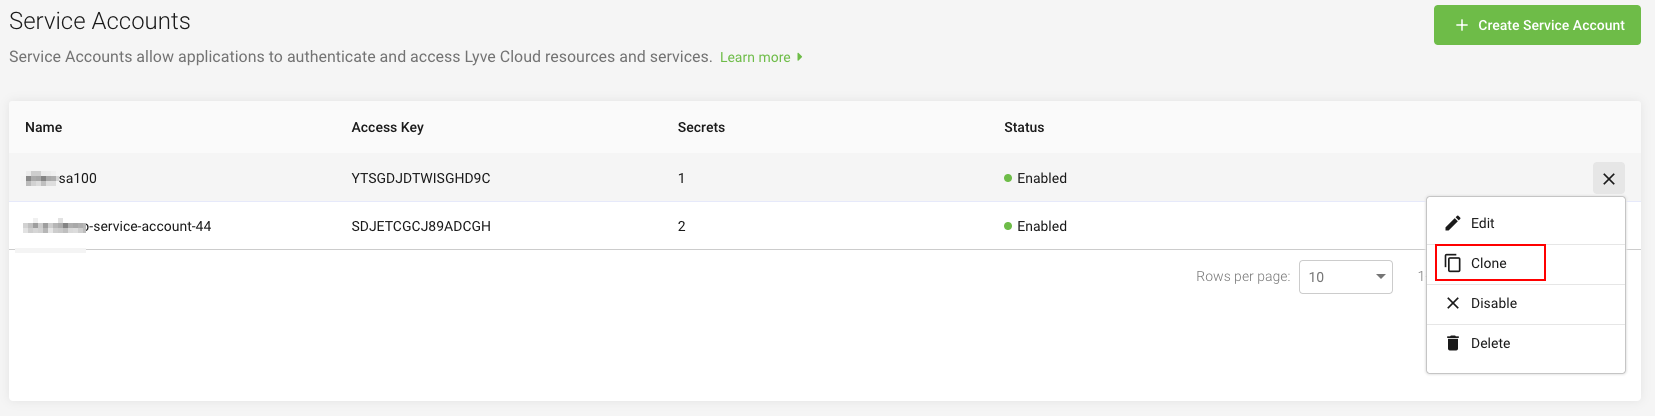 Service Accounts
+ Create Service Account
Service Accounts allow applications to authenticate and access Lyve Cloud resources and services. Learn more
Name Access Key Secrets Status
sa100 YTSGDJDTWISGHD9C 1 Enabled
-service-account-44 SDJETCGCJ89ADCGH 2 Enabled
Edit
Rows per page: 10 1
Clone
Disable
Delete